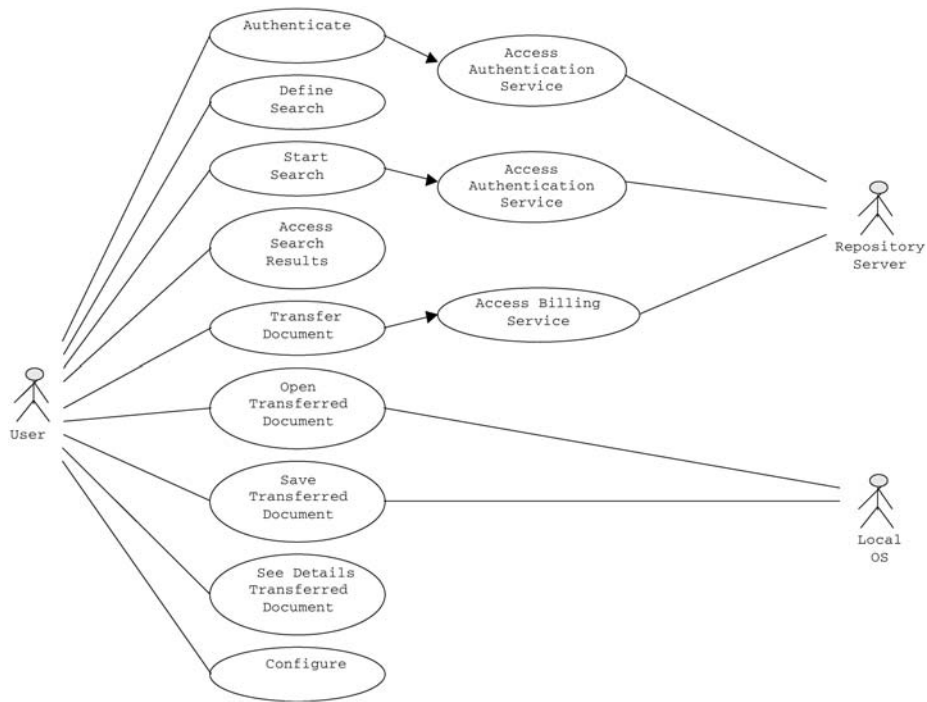 Authenticate
Access
Authentication
Service
Define
Search
Start
Search
Access
Authentication
Service
Access
Search
Results
Repository
Server
Transfer
Document
Access Billing
Service
Open
Transferred
Document
User
Save
Transferred
Document
Local
OS
See Details
Transferred
Document
Configure